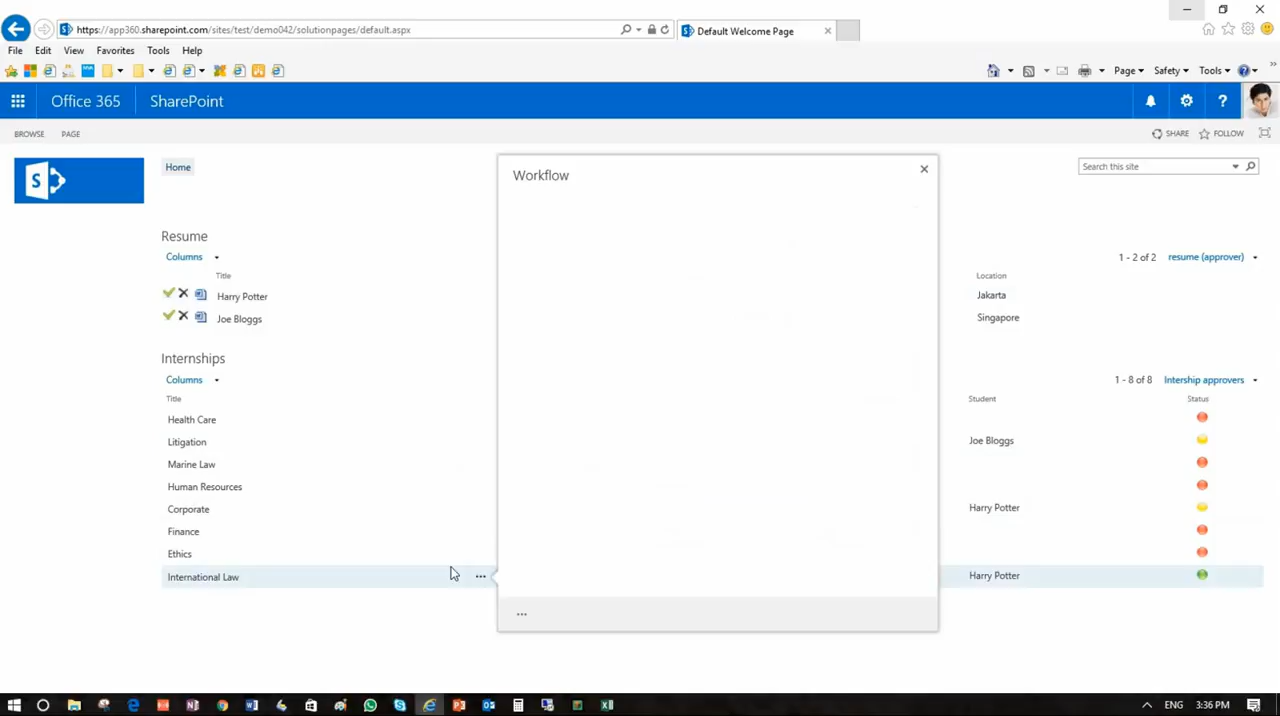 https://app360.sharepoint.com/sites/test/demo042/solutionpages/default.aspx
Default Welcome Page
File Edit View Favorites Tools Help
Page Safety Tools
Office 365 SharePoint
BROWSE PAGE SHARE FOLLOW
Home
Workflow
Search this site
Resume
Columns
1 - 2 of 2 resume (approver)
Title Location
Harry Potter Jakarta
Joe Bloggs Singapore
Internships
Columns
1 - 8 of 8 Intership approvers
Title Student Status
Health Care
Litigation Joe Bloggs
Marine Law
Human Resources
Corporate Harry Potter
Finance
Ethics
International Law ... Harry Potter
...
ENG 3:36 PM